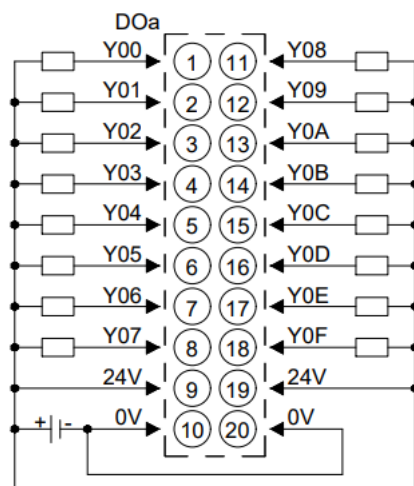 DOa
Y00 1 11 Y08
Y01 2 12 Y09
Y02 3 13 Y0A
Y03 4 14 Y0B
Y04 5 15 Y0C
Y05 6 16 Y0D
Y06 7 17 Y0E
Y07 8 18 Y0F
24V 9 19 24V
+ - 0V 10 20 0V